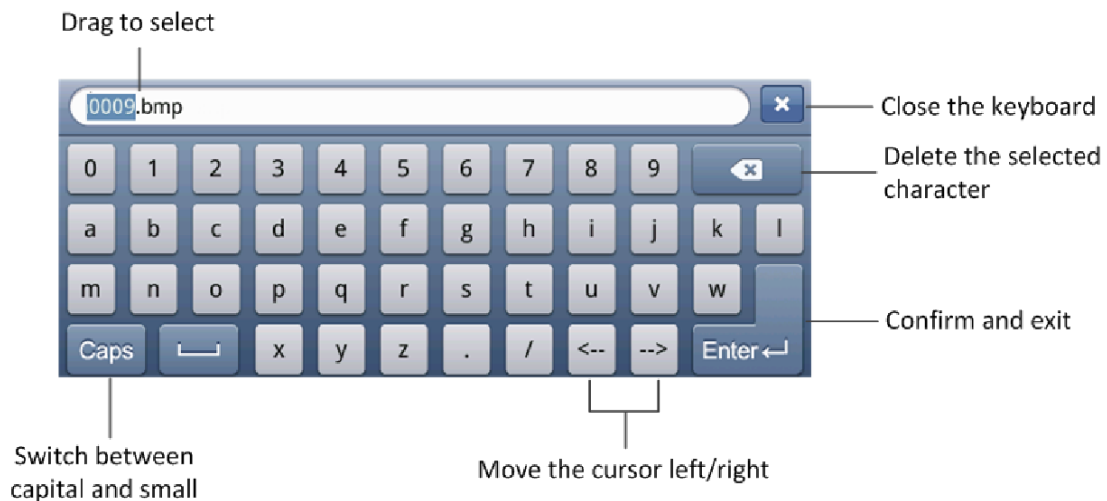 Drag to select
0009.bmp
Close the keyboard
0 1 2 3 4 5 6 7 8 9
Delete the selected
character
a b c d e f g h i j k l
m n o p q r s t u v w
Confirm and exit
Caps x y z . / <-- --> Enter
Switch between
capital and small
Move the cursor left/right